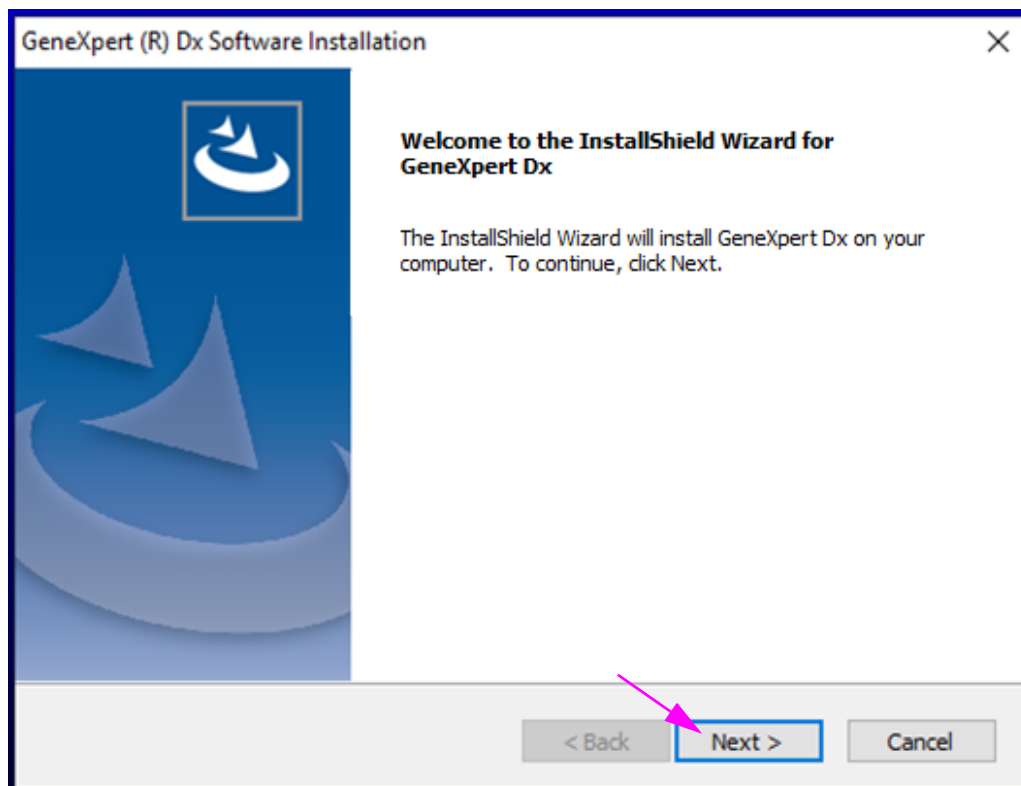 GeneXpert (R) Dx Software Installation
Welcome to the InstallShield Wizard for
GeneXpert Dx
The InstallShield Wizard will install GeneXpert Dx on your
computer. To continue, click Next.
< Back Next > Cancel